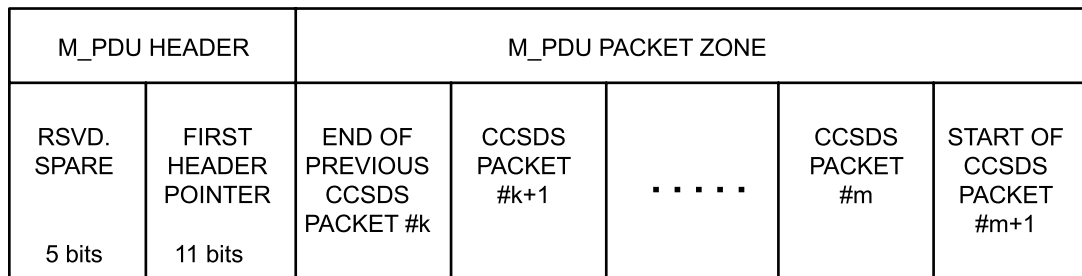 M_PDU HEADER
M_PDU PACKET ZONE
RSVD.
SPARE
5 bits
FIRST
HEADER
POINTER
11 bits
END OF
PREVIOUS
CCSDS
PACKET #k
CCSDS
PACKET
#k+1
. . . . .
CCSDS
PACKET
#m
START OF
CCSDS
PACKET
#m+1